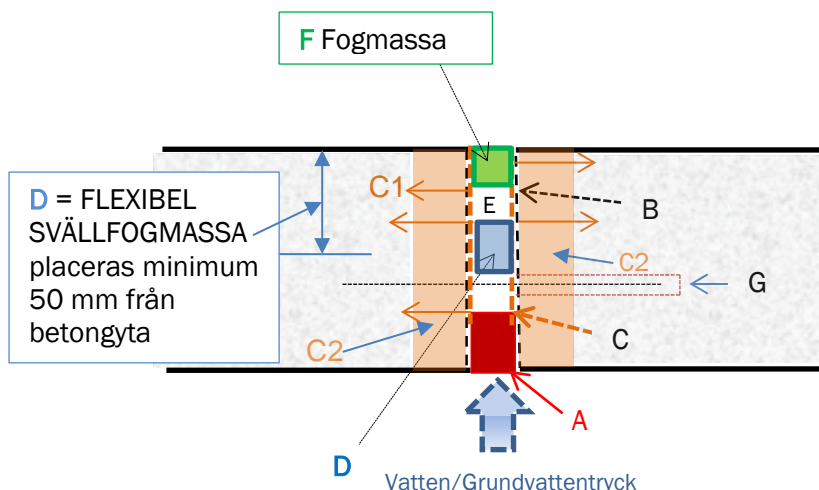 F Fogmassa
D = FLEXIBEL
SVÄLLFOGMASSA
placeras minimum
50 mm från
betongyta
C1
E
B
C2
G
C2
C
A
D
Vatten/Grundvattentryck